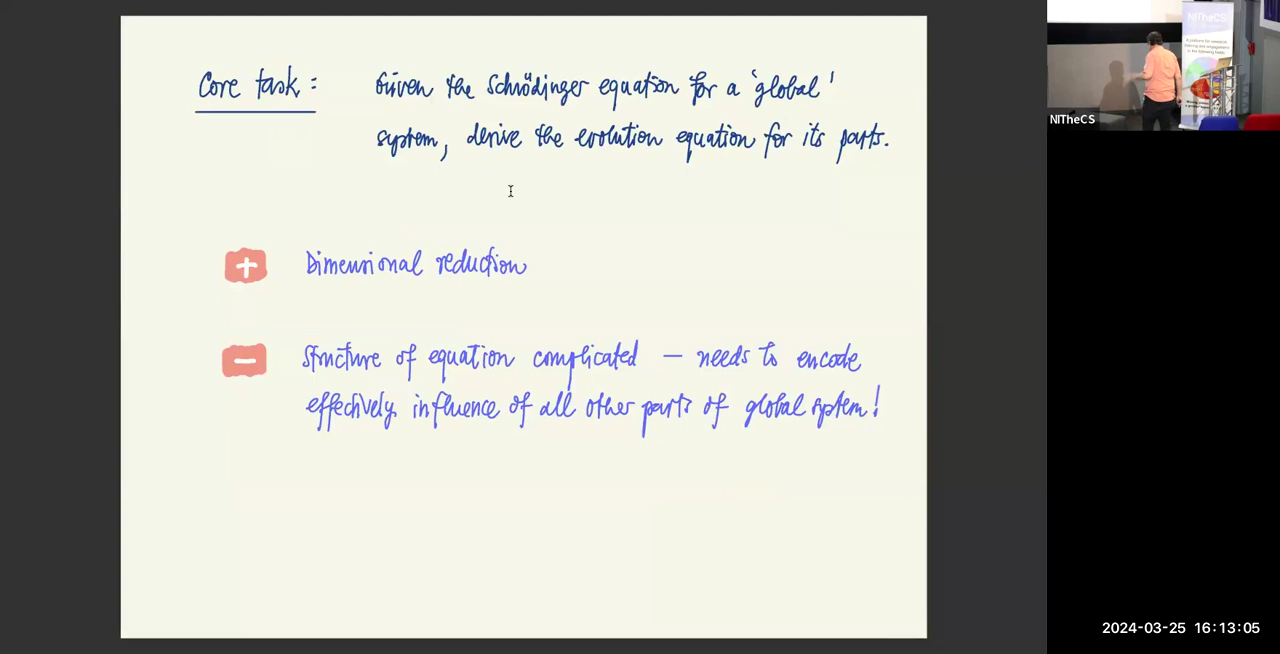 Core task: Given the Schrödinger equation for a 'global'
system, derive the evolution equation for its parts.
+ Dimensional reduction
− Structure of equation complicated — needs to encode
effectively influence of all other parts of global system!
NITheCS
NITheCS
2024-03-25 16:13:05